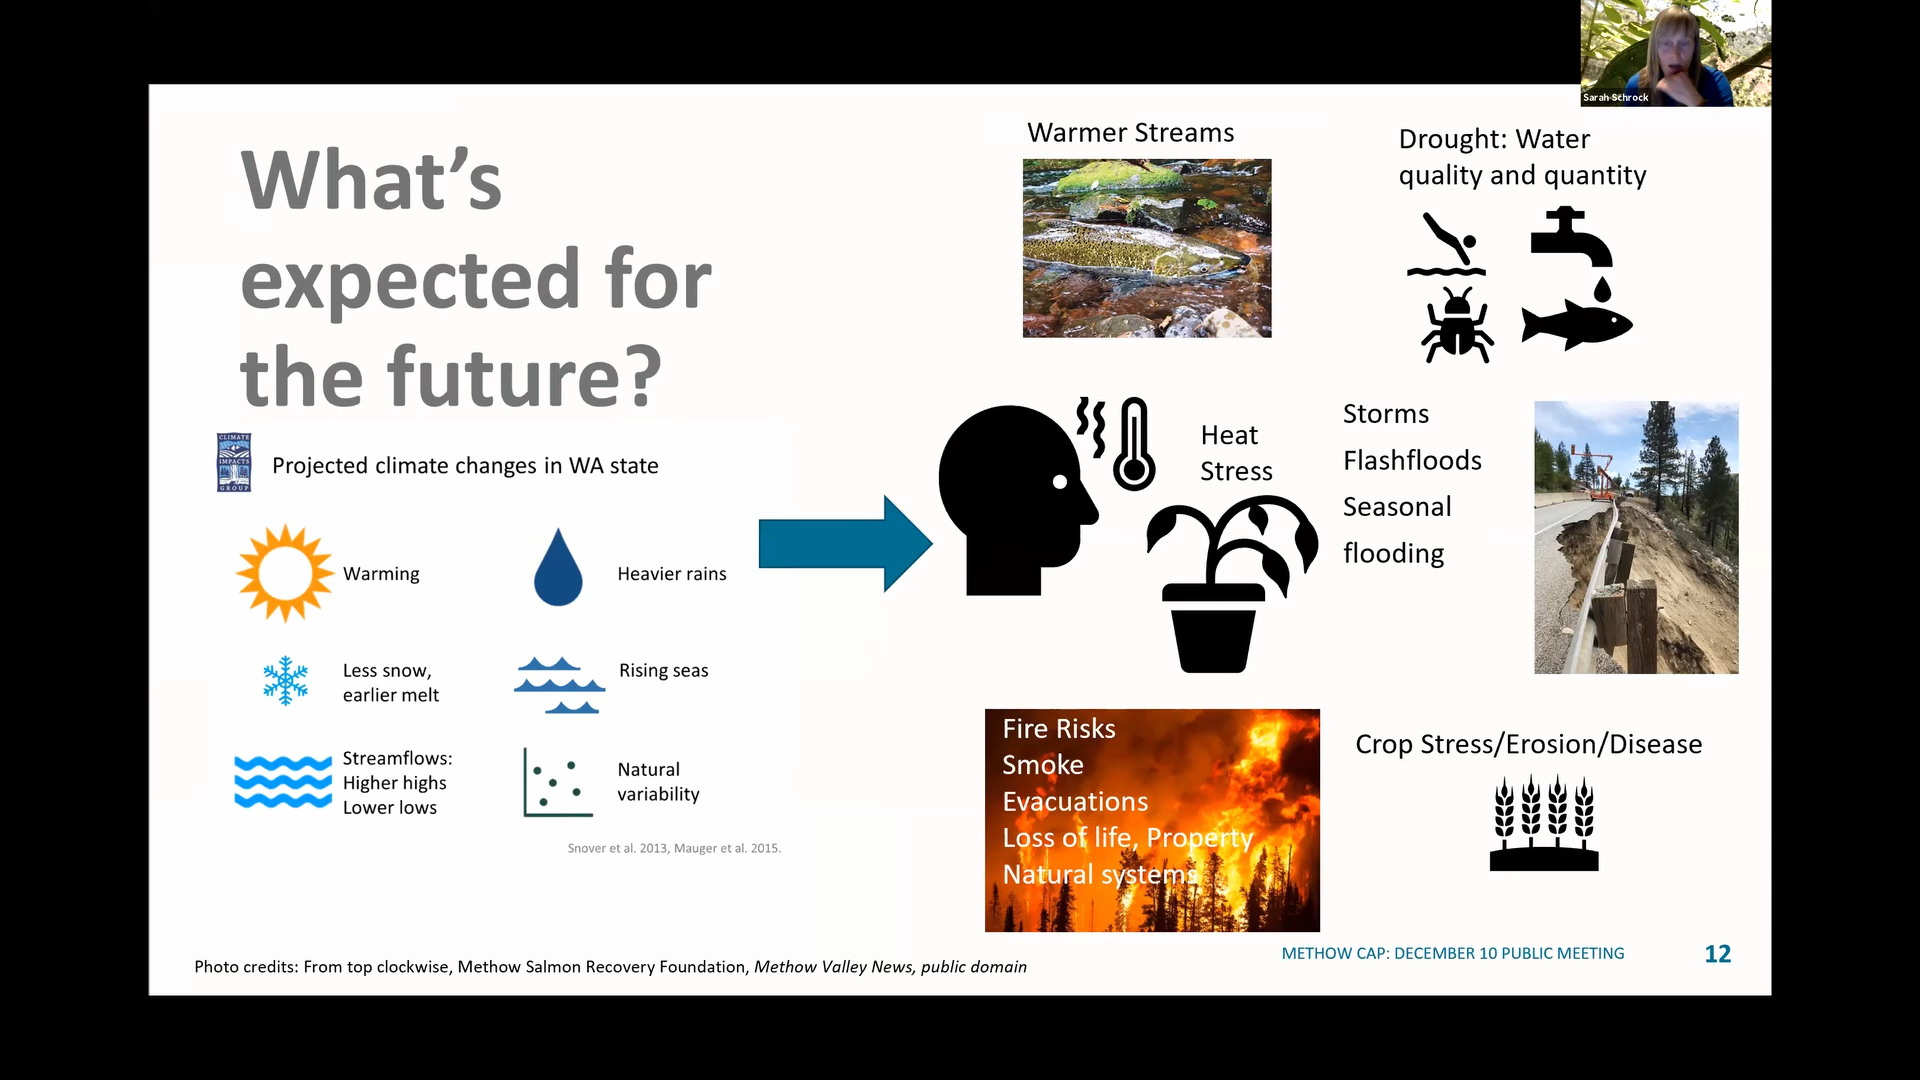 Sarah Schrock
What's
expected for
the future?
CLIMATE
IMPACTS
GROUP
Projected climate changes in WA state
Warming
Heavier rains
Less snow,
earlier melt
Rising seas
Streamflows:
Higher highs
Lower lows
Natural
variability
Snover et al. 2013, Mauger et al. 2015.
Warmer Streams
Drought: Water
quality and quantity
Heat
Stress
Storms
Flashfloods
Seasonal
flooding
Fire Risks
Smoke
Evacuations
Loss of life, Property
Natural systems
Crop Stress/Erosion/Disease
Photo credits: From top clockwise, Methow Salmon Recovery Foundation, Methow Valley News, public domain
METHOW CAP: DECEMBER 10 PUBLIC MEETING
12